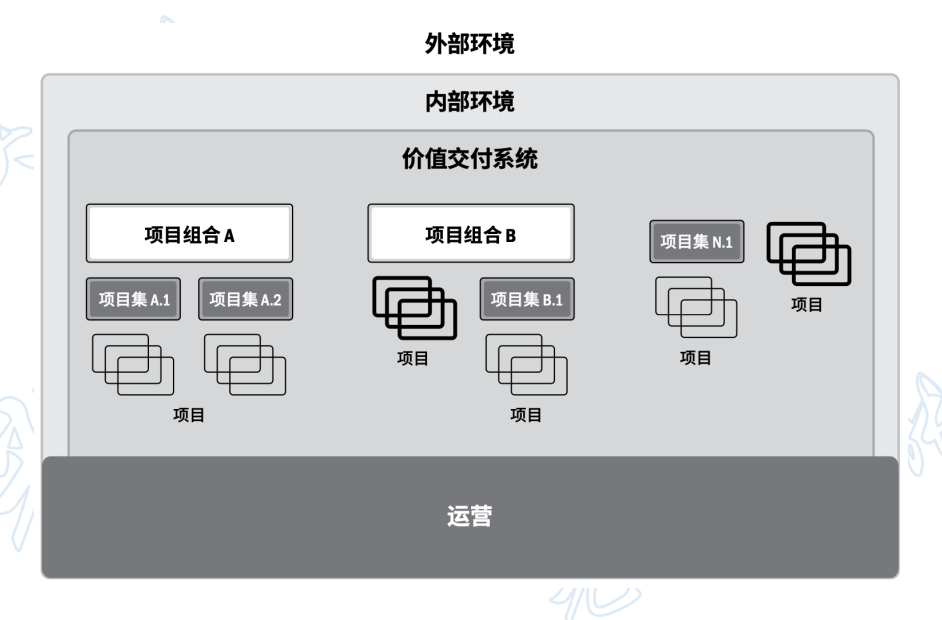 外部环境
内部环境
价值交付系统
项目组合 A
项目组合 B
项目集 N.1
项目
项目集 A.1
项目集 A.2
项目集 B.1
项目
项目
项目
项目
运营